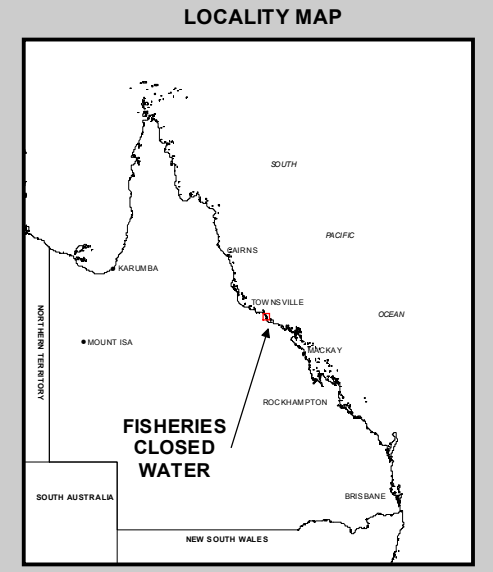 LOCALITY MAP
SOUTH
PACIFIC
CAIRNS
KARUMBA
TOWNSVILLE
OCEAN
NORTHERN TERRITORY
MOUNT ISA
MACKAY
ROCKHAMPTON
FISHERIES
CLOSED
WATER
SOUTH AUSTRALIA
BRISBANE
NEW SOUTH WALES